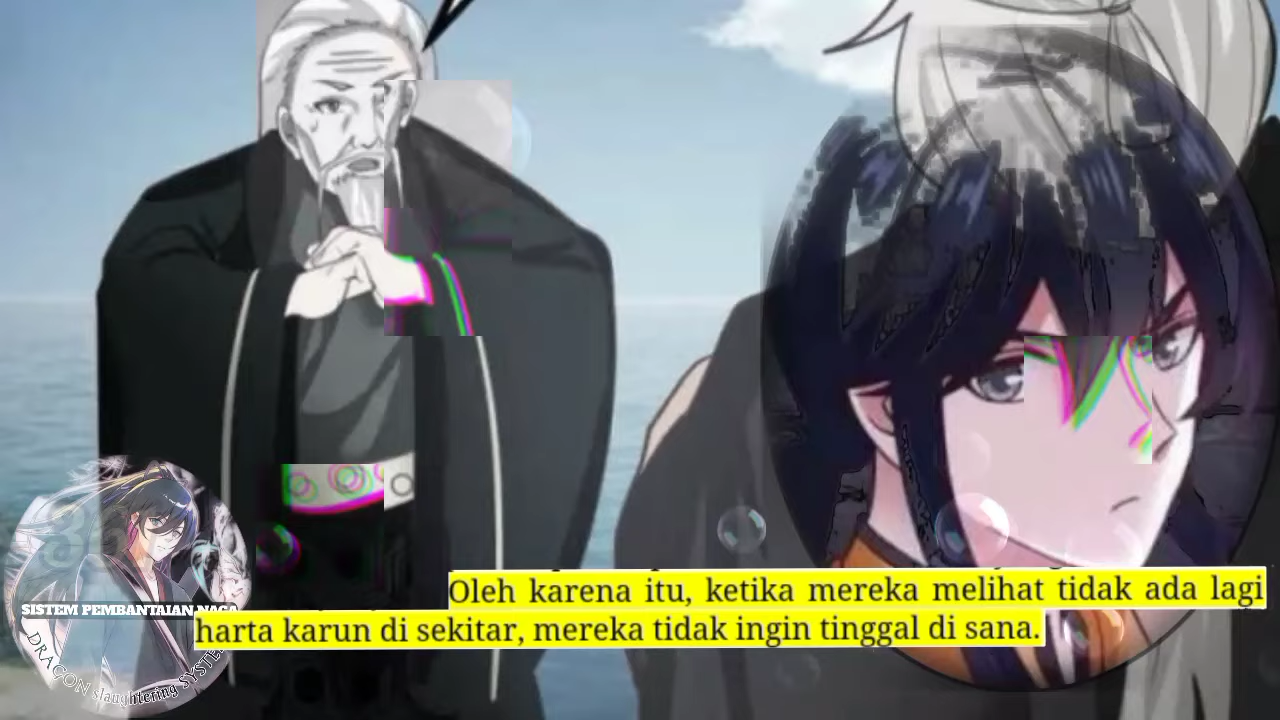 Oleh karena itu, ketika mereka melihat tidak ada lagi
harta karun di sekitar, mereka tidak ingin tinggal di sana.
SISTEM PEMBANTAIAN NAGA
DRAGON slaughtering SYSTEM